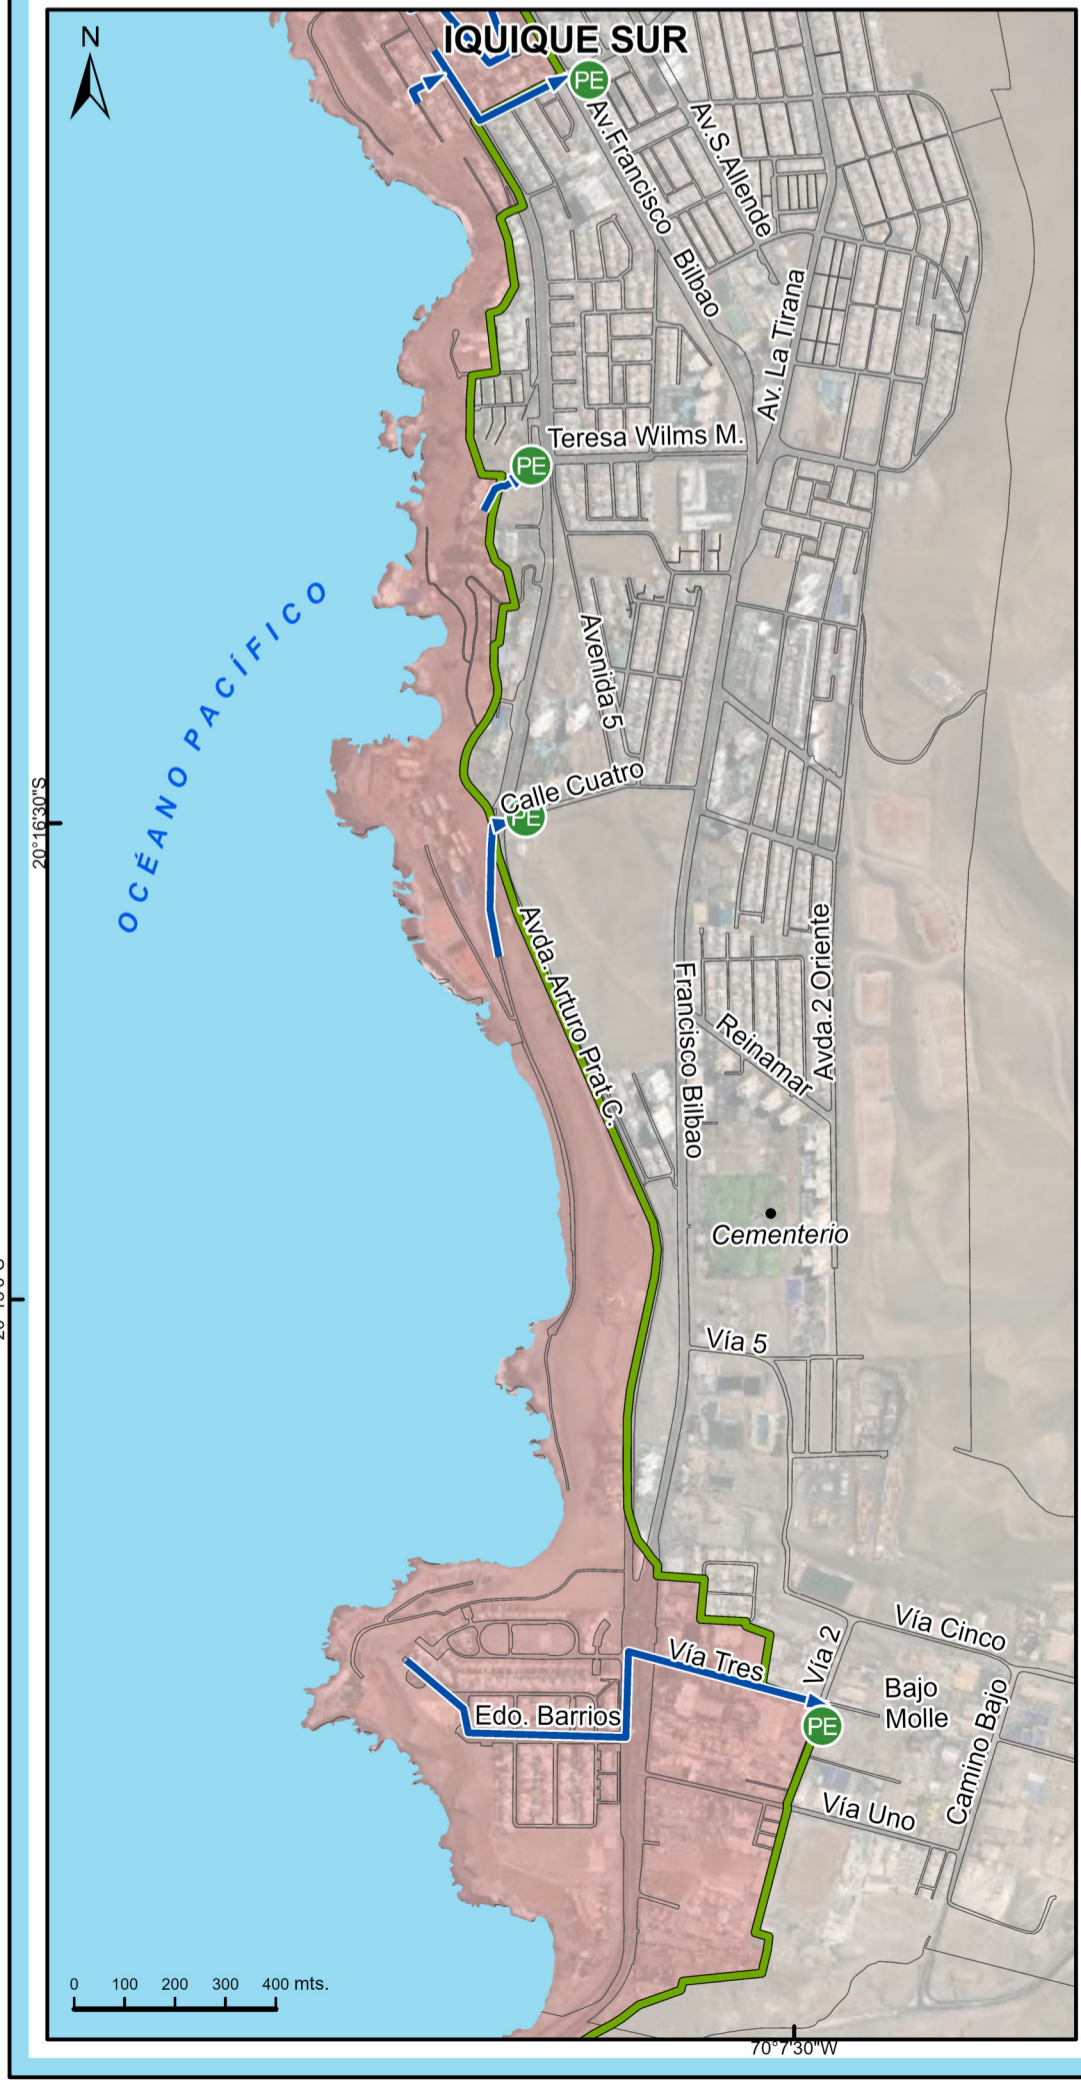 N
IQUIQUE SUR
PE
Av.Francisco Bilbao
Av.S.Allende
Av. La Tirana
Teresa Wilms M.
PE
OCÉANO PACÍFICO
Avenida 5
Calle Cuatro
PE
20°16'30"S
Avda. Arturo Prat C.
Francisco Bilbao
Avda.2 Oriente
Reinamar
Cementerio
Vía 5
Vía Cinco
Vía 2
Vía Tres
Bajo
Molle
Edo. Barrios
PE
Camino Bajo
Vía Uno
0 100 200 300 400 mts.
70°7'30"W